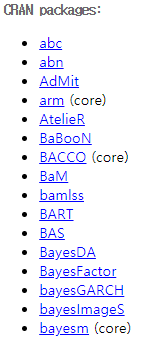 CRAN packages:
abc
abn
AdMit
arm (core)
AtelieR
BaBooN
BACCO (core)
BaM
bamlss
BART
BAS
BayesDA
BayesFactor
bayesGARCH
bayesImageS
bayesm (core)